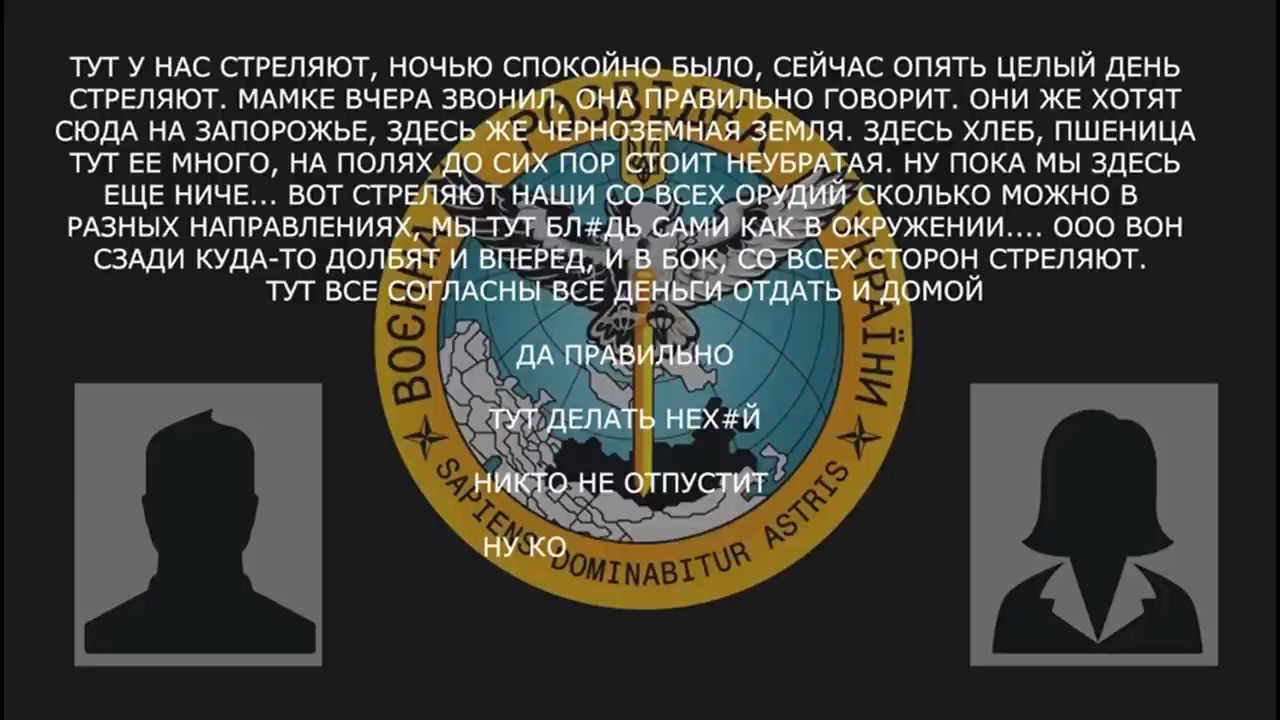 ТУТ У НАС СТРЕЛЯЮТ, НОЧЬЮ СПОКОЙНО БЫЛО, СЕЙЧАС ОПЯТЬ ЦЕЛЫЙ ДЕНЬ
СТРЕЛЯЮТ. МАМКЕ ВЧЕРА ЗВОНИЛ, ОНА ПРАВИЛЬНО ГОВОРИТ. ОНИ ЖЕ ХОТЯТ
СЮДА НА ЗАПОРОЖЬЕ, ЗДЕСЬ ЖЕ ЧЕРНОЗЕМНАЯ ЗЕМЛЯ. ЗДЕСЬ ХЛЕБ, ПШЕНИЦА
ТУТ ЕЕ МНОГО, НА ПОЛЯХ ДО СИХ ПОР СТОИТ НЕУБРАТАЯ. НУ ПОКА МЫ ЗДЕСЬ
ЕЩЕ НИЧЕ... ВОТ СТРЕЛЯЮТ НАШИ СО ВСЕХ ОРУДИЙ СКОЛЬКО МОЖНО В
РАЗНЫХ НАПРАВЛЕНИЯХ, МЫ ТУТ БЛ#ДЬ САМИ КАК В ОКРУЖЕНИИ.... ООО ВОН
СЗАДИ КУДА-ТО ДОЛБЯТ И ВПЕРЕД, И В БОК, СО ВСЕХ СТОРОН СТРЕЛЯЮТ.
ТУТ ВСЕ СОГЛАСНЫ ВСЕ ДЕНЬГИ ОТДАТЬ И ДОМОЙ
ДА ПРАВИЛЬНО
ТУТ ДЕЛАТЬ НЕХ#Й
НИКТО НЕ ОТПУСТИТ
НУ КО
ВОЄННА РОЗВІДКА УКРАЇНИ
SAPIENS DOMINABITUR ASTRIS